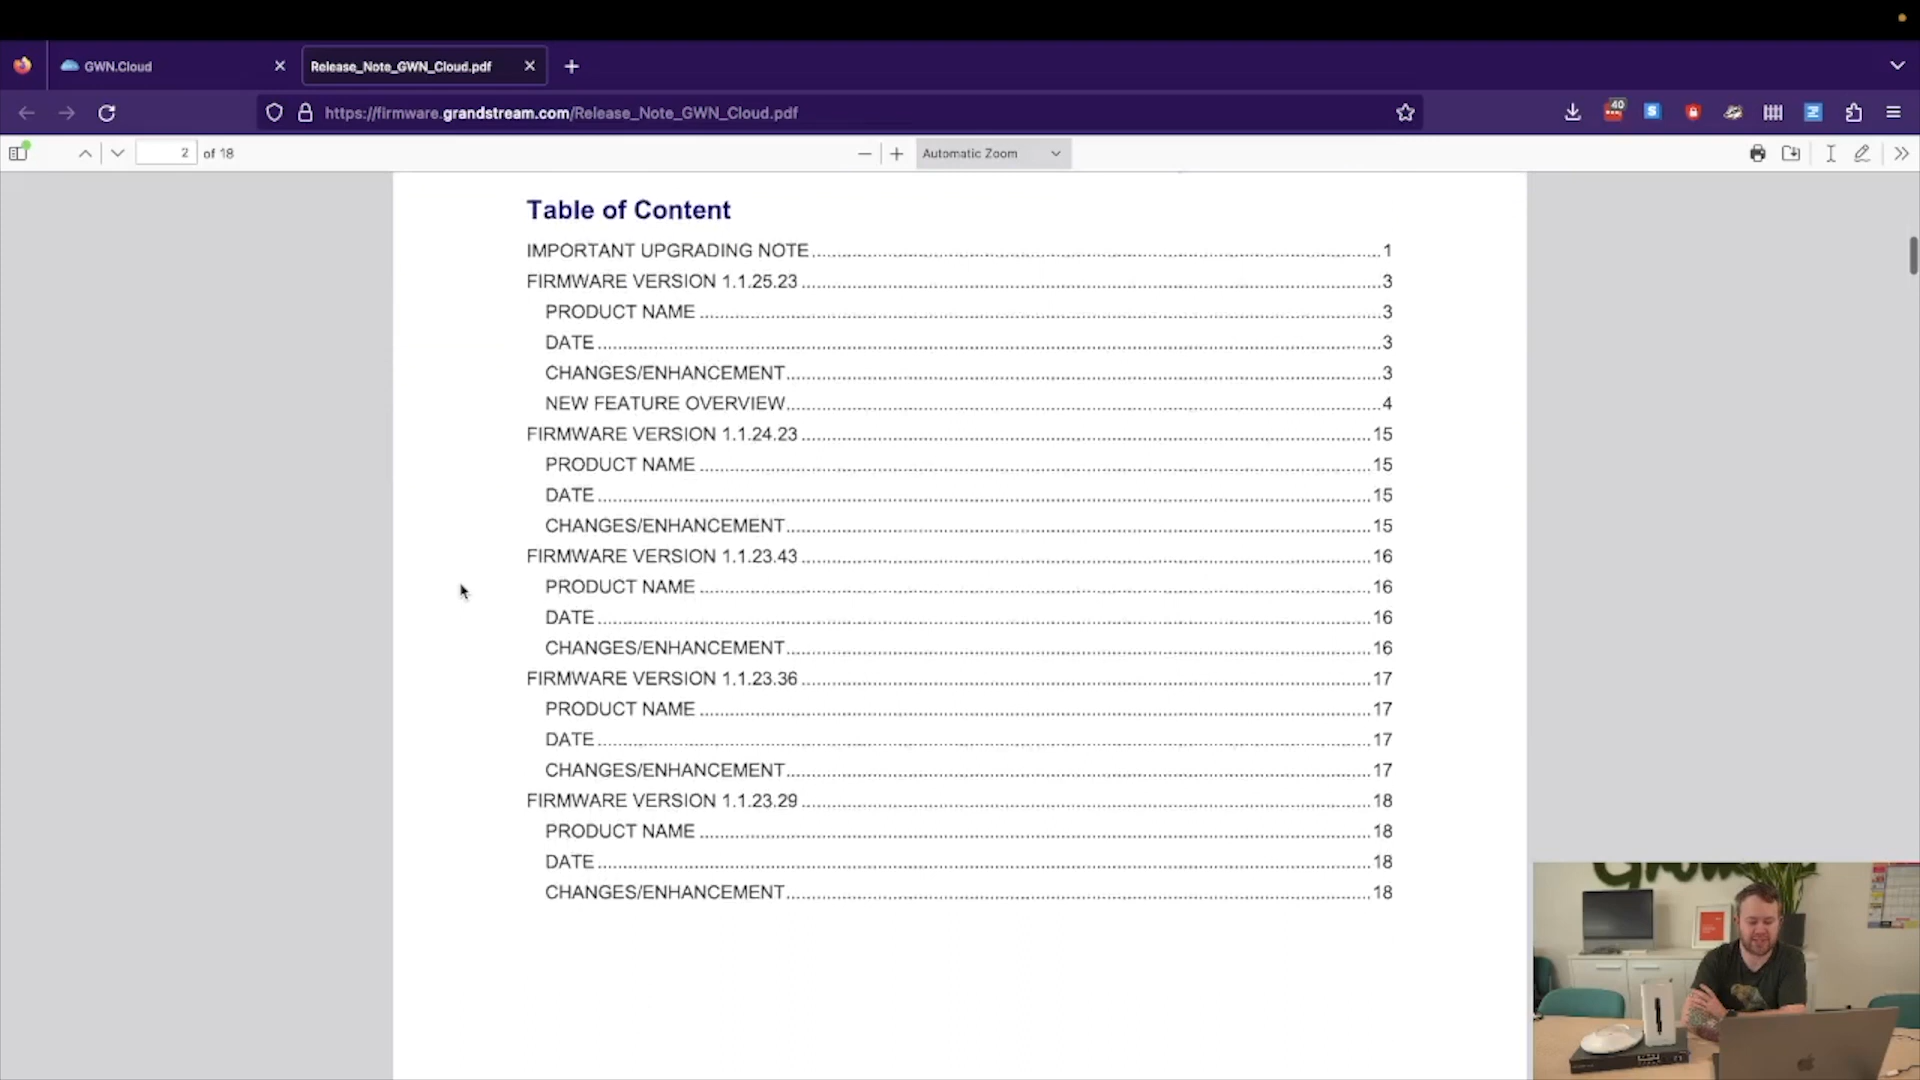 GWN.Cloud
Release_Note_GWN_Cloud.pdf
https://firmware.grandstream.com/Release_Note_GWN_Cloud.pdf
40
S
Z
2 of 18
Automatic Zoom
Table of Content
IMPORTANT UPGRADING NOTE 1
FIRMWARE VERSION 1.1.25.23 3
PRODUCT NAME 3
DATE 3
CHANGES/ENHANCEMENT 3
NEW FEATURE OVERVIEW 4
FIRMWARE VERSION 1.1.24.23 15
PRODUCT NAME 15
DATE 15
CHANGES/ENHANCEMENT 15
FIRMWARE VERSION 1.1.23.43 16
PRODUCT NAME 16
DATE 16
CHANGES/ENHANCEMENT 16
FIRMWARE VERSION 1.1.23.36 17
PRODUCT NAME 17
DATE 17
CHANGES/ENHANCEMENT 17
FIRMWARE VERSION 1.1.23.29 18
PRODUCT NAME 18
DATE 18
CHANGES/ENHANCEMENT 18